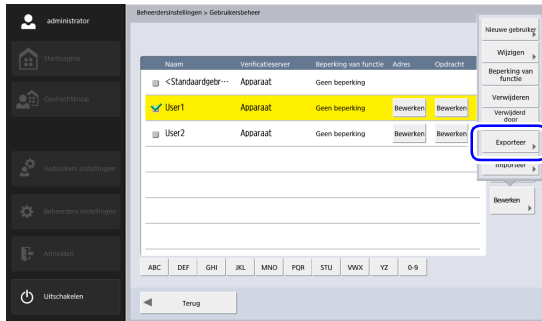 administrator
Startpagina
Opdrachtknop
Gebruikers instellingen
Beheerders instellingen
Afmelden
Uitschakelen
Beheerdersinstellingen > Gebruikersbeheer
Naam Verificatieserver Beperking van functie Adres Opdracht
<Standaardgebr··· Apparaat Geen beperking
User1 Apparaat Geen beperking Bewerken Bewerken
User2 Apparaat Geen beperking Bewerken Bewerken
ABC DEF GHI JKL MNO PQR STU VWX YZ 0-9
Terug
Nieuwe gebruiker
Wijzigen
Beperking van
functie
Verwijderen
Verwijderd
door
Exporteer
Importeer
Bewerken